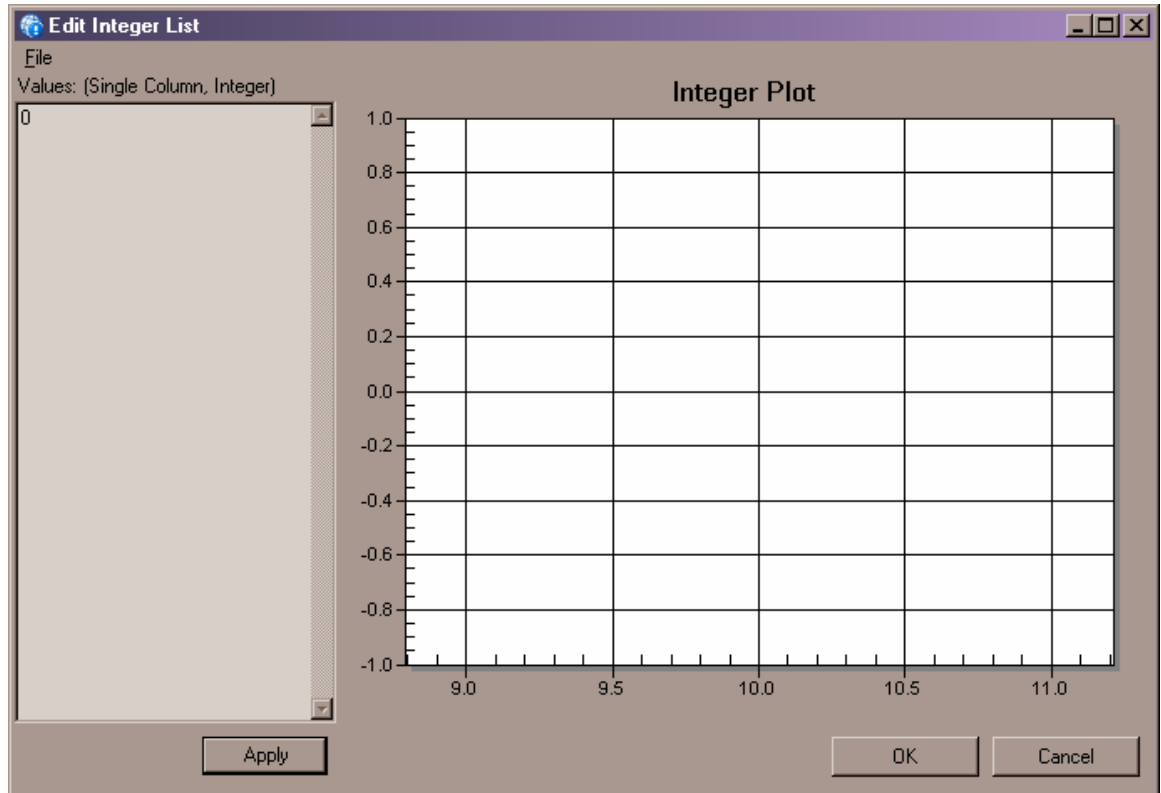 Edit Integer List
File
Values: (Single Column, Integer)
0
Integer Plot
1.0
0.8
0.6
0.4
0.2
0.0
-0.2
-0.4
-0.6
-0.8
-1.0
9.0 9.5 10.0 10.5 11.0
Apply OK Cancel